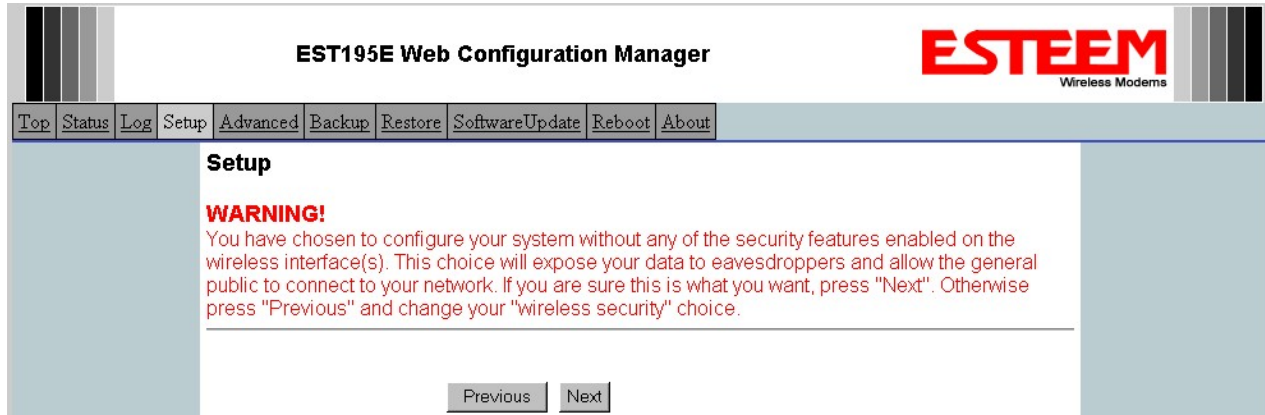 EST195E Web Configuration Manager
ESTEEM
Wireless Modems
Top Status Log Setup Advanced Backup Restore SoftwareUpdate Reboot About
Setup
WARNING!
You have chosen to configure your system without any of the security features enabled on the
wireless interface(s). This choice will expose your data to eavesdroppers and allow the general
public to connect to your network. If you are sure this is what you want, press "Next". Otherwise
press "Previous" and change your "wireless security" choice.
Previous Next